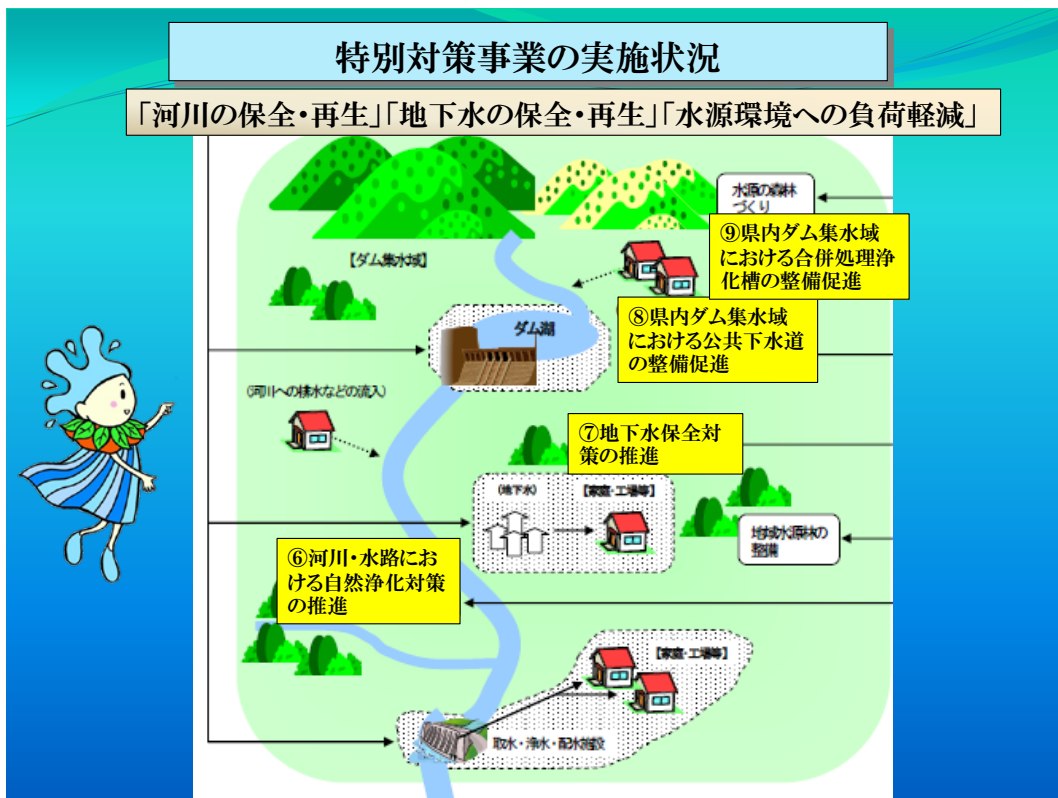 特別対策事業の実施状況
「河川の保全・再生」「地下水の保全・再生」「水源環境への負荷軽減」
水源の森林
づくり
⑨県内ダム集水域
における合併処理浄
化槽の整備促進
【ダム集水域】
⑧県内ダム集水域
における公共下水道
の整備促進
ダム湖
(河川への排水などの流入)
⑦地下水保全対
策の推進
(地下水)
【家庭・工場等】
地域水源林の
整備
⑥河川・水路にお
ける自然浄化対策
の推進
【家庭・工場等】
取水・浄水・配水施設